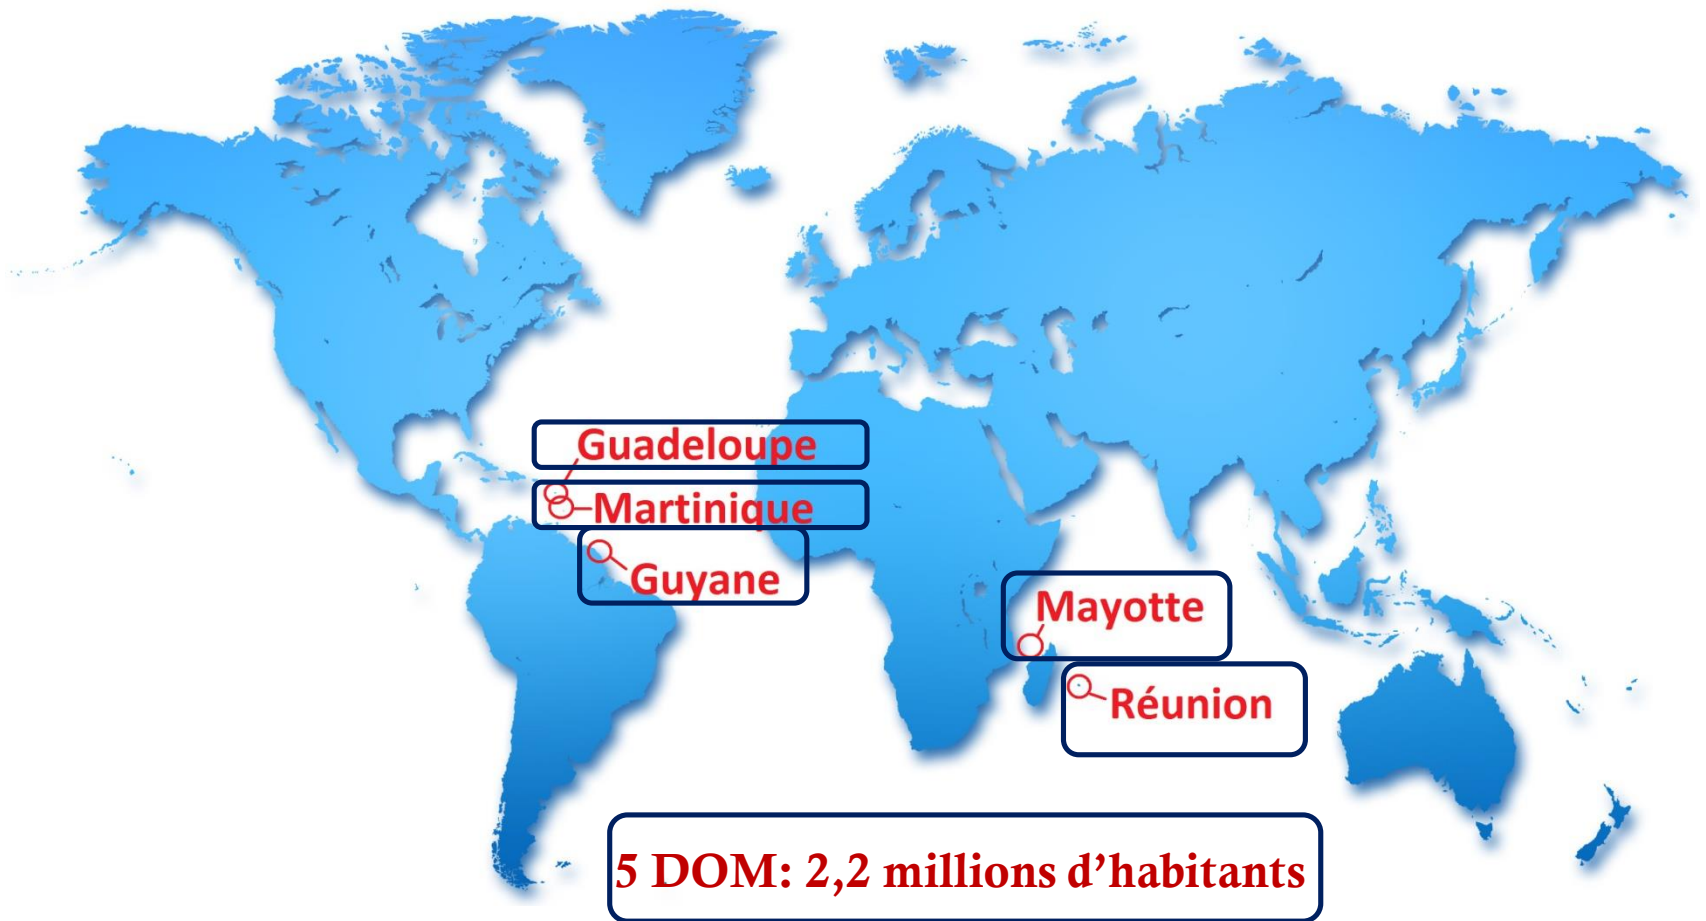 Guadeloupe
Martinique
Guyane
Mayotte
Réunion
5 DOM: 2,2 millions d’habitants